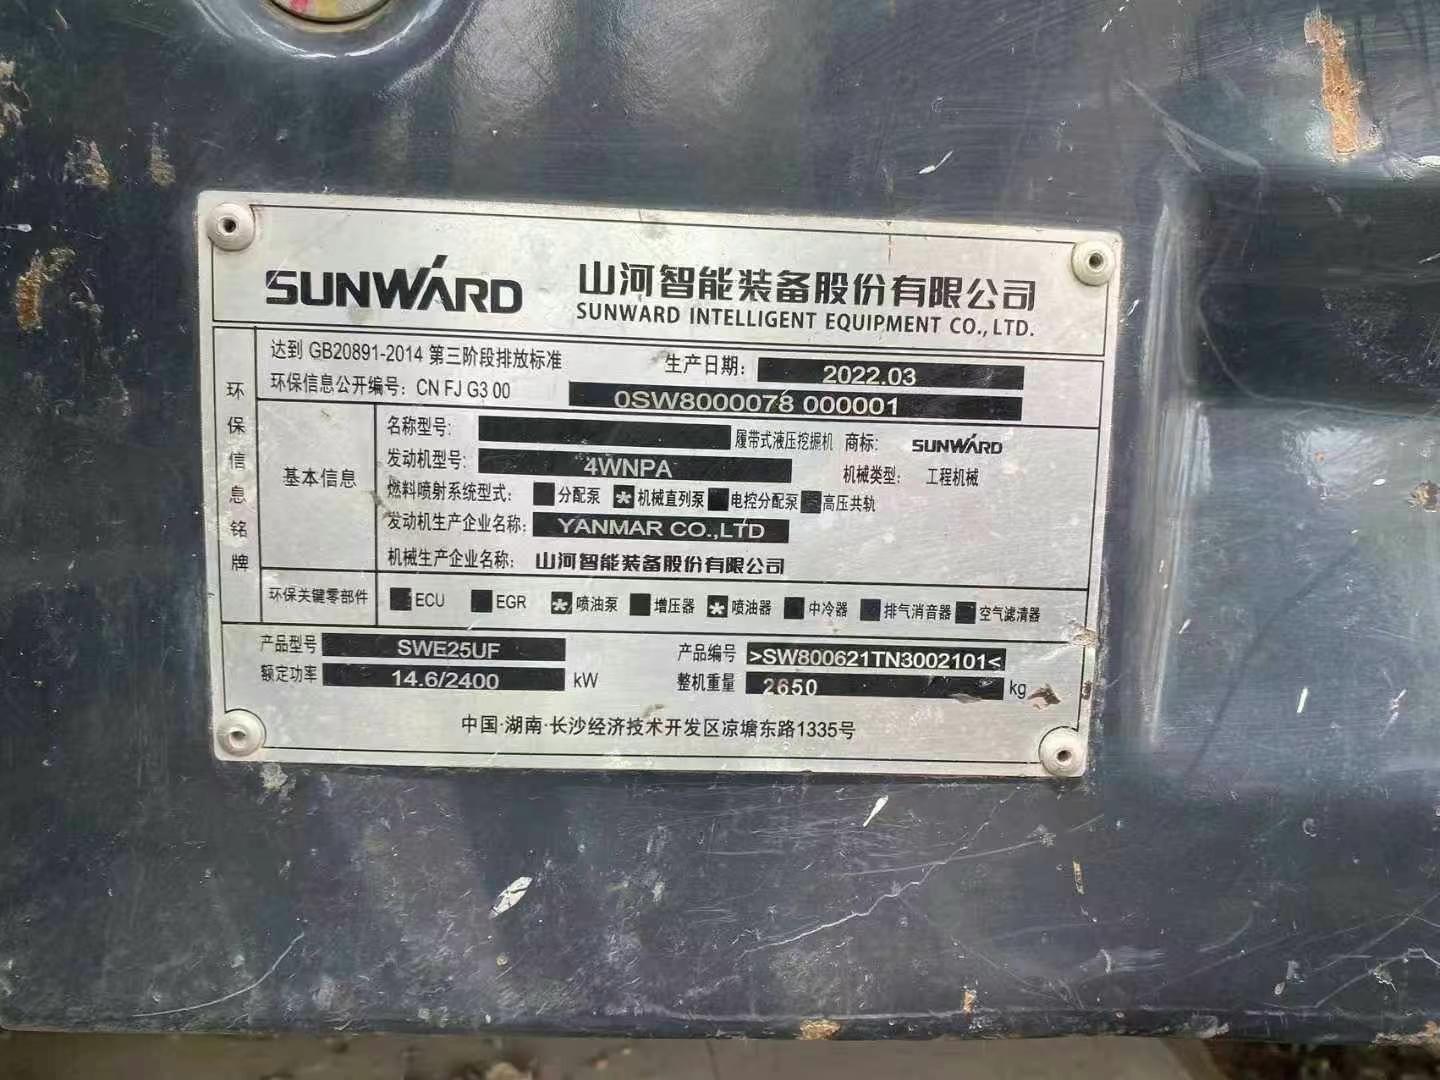 SUNWARD 山河智能装备股份有限公司
SUNWARD INTELLIGENT EQUIPMENT CO., LTD.
环保信息铭牌
达到 GB20891-2014 第三阶段排放标准 生产日期: 2022.03
环保信息公开编号: CN FJ G3 00 0SW8000078 000001
基本信息
名称型号: 履带式液压挖掘机 商标: SUNWARD
发动机型号: 4WNPA 机械类型: 工程机械
燃料喷射系统型式: 分配泵 * 机械直列泵 电控分配泵 高压共轨
发动机生产企业名称: YANMAR CO.,LTD
机械生产企业名称: 山河智能装备股份有限公司
环保关键零部件 ECU EGR * 喷油泵 增压器 * 喷油器 中冷器 排气消音器 空气滤清器
产品型号 SWE25UF 产品编号 >SW800621TN3002101<
额定功率 14.6/2400 kW 整机重量 2650 kg
中国·湖南·长沙经济技术开发区凉塘东路1335号